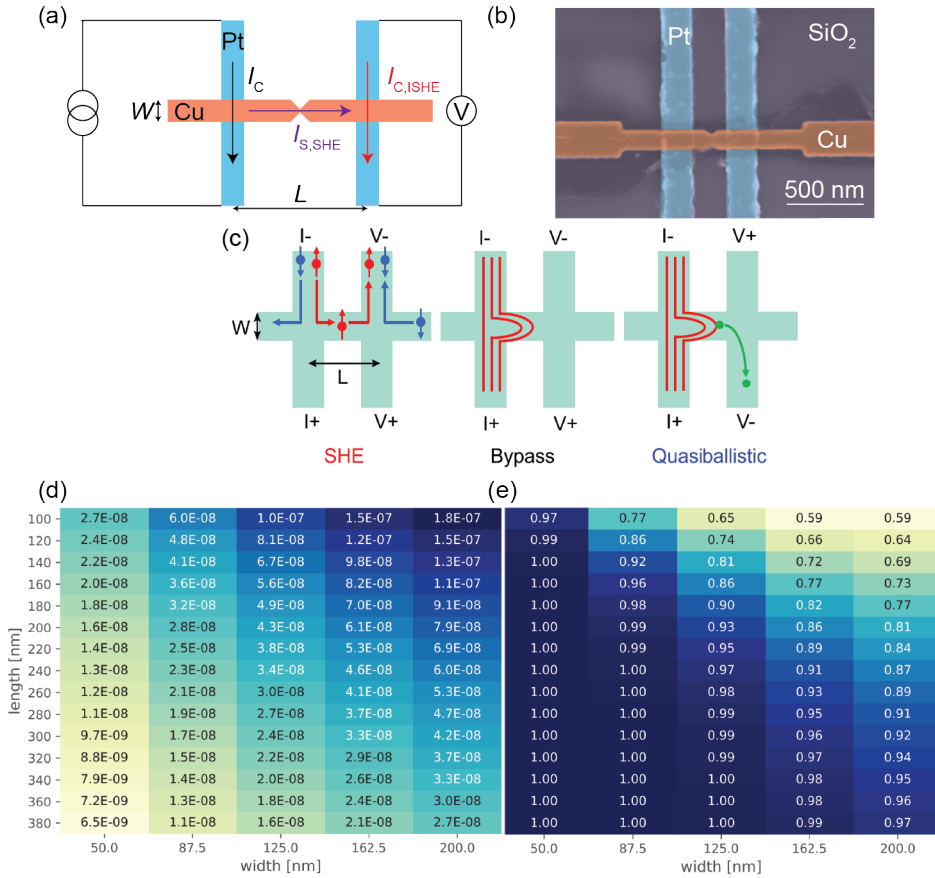 (a)
Pt
I_C
I_C,ISHE
W
Cu
I_S,SHE
V
L
(b)
Pt
SiO₂
Cu
500 nm
(c)
I- V- I- V- I- V+
W
L
I+ V+ I+ V+ I+ V-
SHE Bypass Quasiballistic
(d)
length [nm]
100 2.7E-08 6.0E-08 1.0E-07 1.5E-07 1.8E-07
120 2.4E-08 4.8E-08 8.1E-08 1.2E-07 1.5E-07
140 2.2E-08 4.1E-08 6.7E-08 9.8E-08 1.3E-07
160 2.0E-08 3.6E-08 5.6E-08 8.2E-08 1.1E-07
180 1.8E-08 3.2E-08 4.9E-08 7.0E-08 9.1E-08
200 1.6E-08 2.8E-08 4.3E-08 6.1E-08 7.9E-08
220 1.4E-08 2.5E-08 3.8E-08 5.3E-08 6.9E-08
240 1.3E-08 2.3E-08 3.4E-08 4.6E-08 6.0E-08
260 1.2E-08 2.1E-08 3.0E-08 4.1E-08 5.3E-08
280 1.1E-08 1.9E-08 2.7E-08 3.7E-08 4.7E-08
300 9.7E-09 1.7E-08 2.4E-08 3.3E-08 4.2E-08
320 8.8E-09 1.5E-08 2.2E-08 2.9E-08 3.7E-08
340 7.9E-09 1.4E-08 2.0E-08 2.6E-08 3.3E-08
360 7.2E-09 1.3E-08 1.8E-08 2.4E-08 3.0E-08
380 6.5E-09 1.1E-08 1.6E-08 2.1E-08 2.7E-08
50.0 87.5 125.0 162.5 200.0
width [nm]
(e)
0.97 0.77 0.65 0.59 0.59
0.99 0.86 0.74 0.66 0.64
1.00 0.92 0.81 0.72 0.69
1.00 0.96 0.86 0.77 0.73
1.00 0.98 0.90 0.82 0.77
1.00 0.99 0.93 0.86 0.81
1.00 0.99 0.95 0.89 0.84
1.00 1.00 0.97 0.91 0.87
1.00 1.00 0.98 0.93 0.89
1.00 1.00 0.99 0.95 0.91
1.00 1.00 0.99 0.96 0.92
1.00 1.00 0.99 0.97 0.94
1.00 1.00 1.00 0.98 0.95
1.00 1.00 1.00 0.98 0.96
1.00 1.00 1.00 0.99 0.97
50.0 87.5 125.0 162.5 200.0
width [nm]